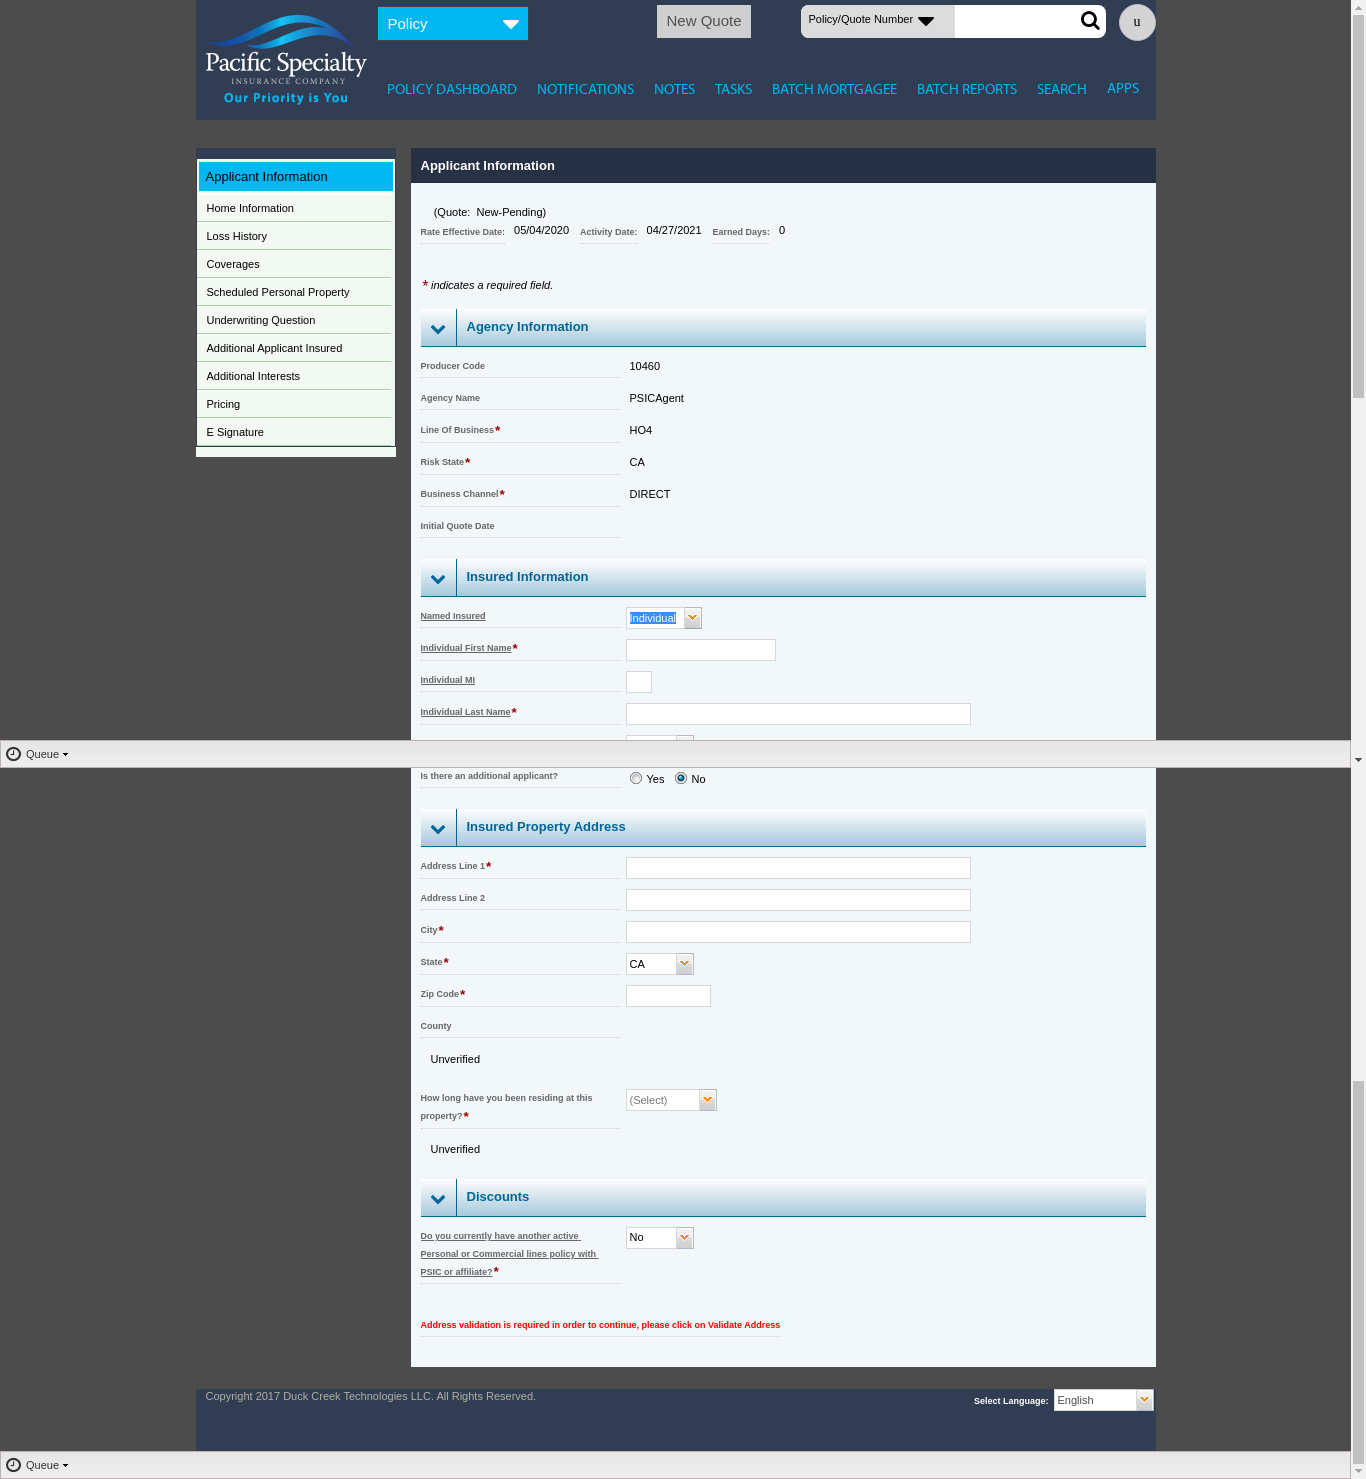 Policy
New Quote
Policy/Quote Number
u
Pacific Specialty
INSURANCE COMPANY
Our Priority is You
POLICY DASHBOARD NOTIFICATIONS NOTES TASKS BATCH MORTGAGEE BATCH REPORTS SEARCH APPS
Applicant Information
Home Information
Loss History
Coverages
Scheduled Personal Property
Underwriting Question
Additional Applicant Insured
Additional Interests
Pricing
E Signature
Applicant Information
(Quote: New-Pending)
Rate Effective Date: 05/04/2020 Activity Date: 04/27/2021 Earned Days: 0
* indicates a required field.
Agency Information
Producer Code 10460
Agency Name PSICAgent
Line Of Business* HO4
Risk State* CA
Business Channel* DIRECT
Initial Quote Date
Insured Information
Named Insured Individual
Individual First Name*
Individual MI
Individual Last Name*
Queue
Is there an additional applicant? Yes No
Insured Property Address
Address Line 1*
Address Line 2
City*
State* CA
Zip Code*
County
Unverified
How long have you been residing at this (Select)
property?*
Unverified
Discounts
Do you currently have another active No
Personal or Commercial lines policy with
PSIC or affiliate?*
Address validation is required in order to continue, please click on Validate Address
Copyright 2017 Duck Creek Technologies LLC. All Rights Reserved.
Select Language: English
Queue